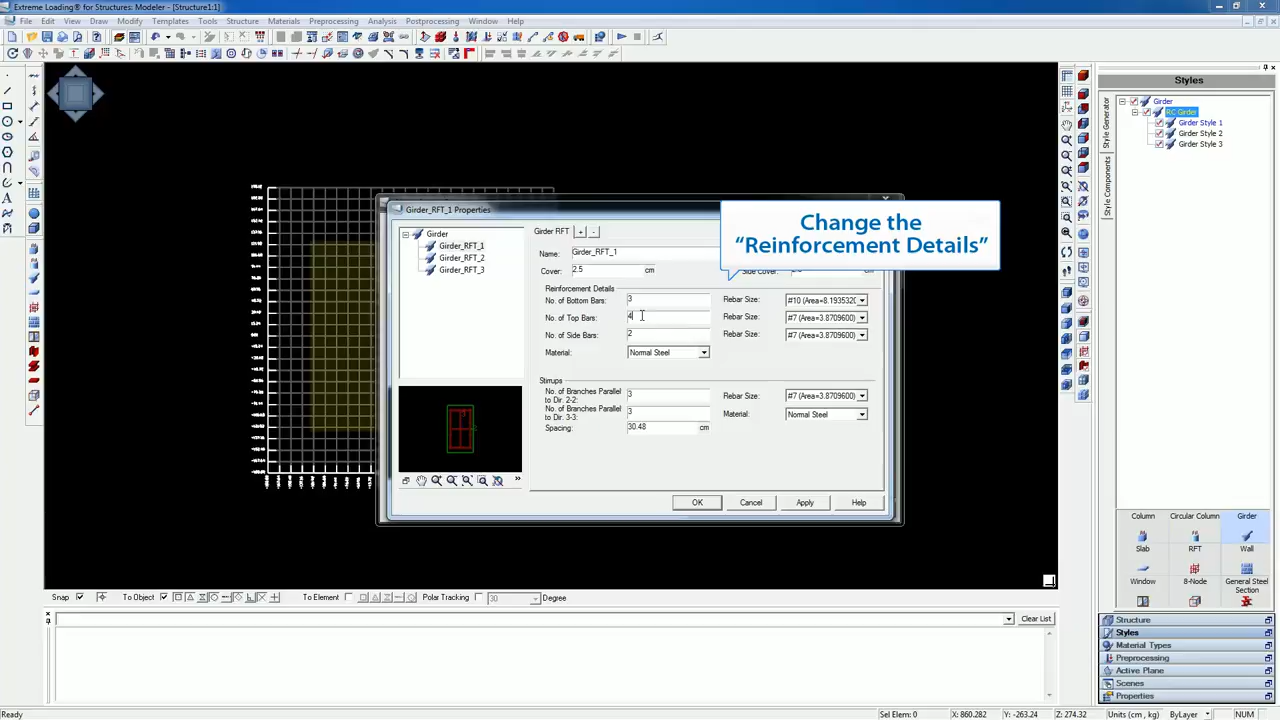 Extreme Loading® for Structures: Modeler - [Structure1:1]
File Edit View Draw Modify Templates Tools Structure Materials Preprocessing Analysis Postprocessing Window Help
Styles
Style Generator
Style Components
Girder
RC Girder
Girder Style 1
Girder Style 2
Girder Style 3
Girder_RFT_1 Properties
Change the
“Reinforcement Details”
Girder
Girder_RFT_1
Girder_RFT_2
Girder_RFT_3
Girder RFT + -
Name: Girder_RFT_1
Cover: 2.5 cm
Reinforcement Details
No. of Bottom Bars: 3 Rebar Size: #10 (Area=8.1935320
No. of Top Bars: 4 Rebar Size: #7 (Area=3.8709600)
No. of Side Bars: 2 Rebar Size: #7 (Area=3.8709600)
Material: Normal Steel
Stirrups
No. of Branches Parallel to Dir. 2-2: 3 Rebar Size: #7 (Area=3.8709600)
No. of Branches Parallel to Dir. 3-3: 3 Material: Normal Steel
Spacing: 30.48 cm
OK Cancel Apply Help
Column Circular Column Girder
Slab RFT Wall
Window 8-Node General Steel Section
Snap To Object To Element Polar Tracking 30 Degree
Clear List
Structure
Styles
Material Types
Preprocessing
Active Plane
Scenes
Properties
Ready Sel Elem: 0 X: 860.282 Y: -263.24 Z: 274.32 Units (cm , kg) ByLayer NUM